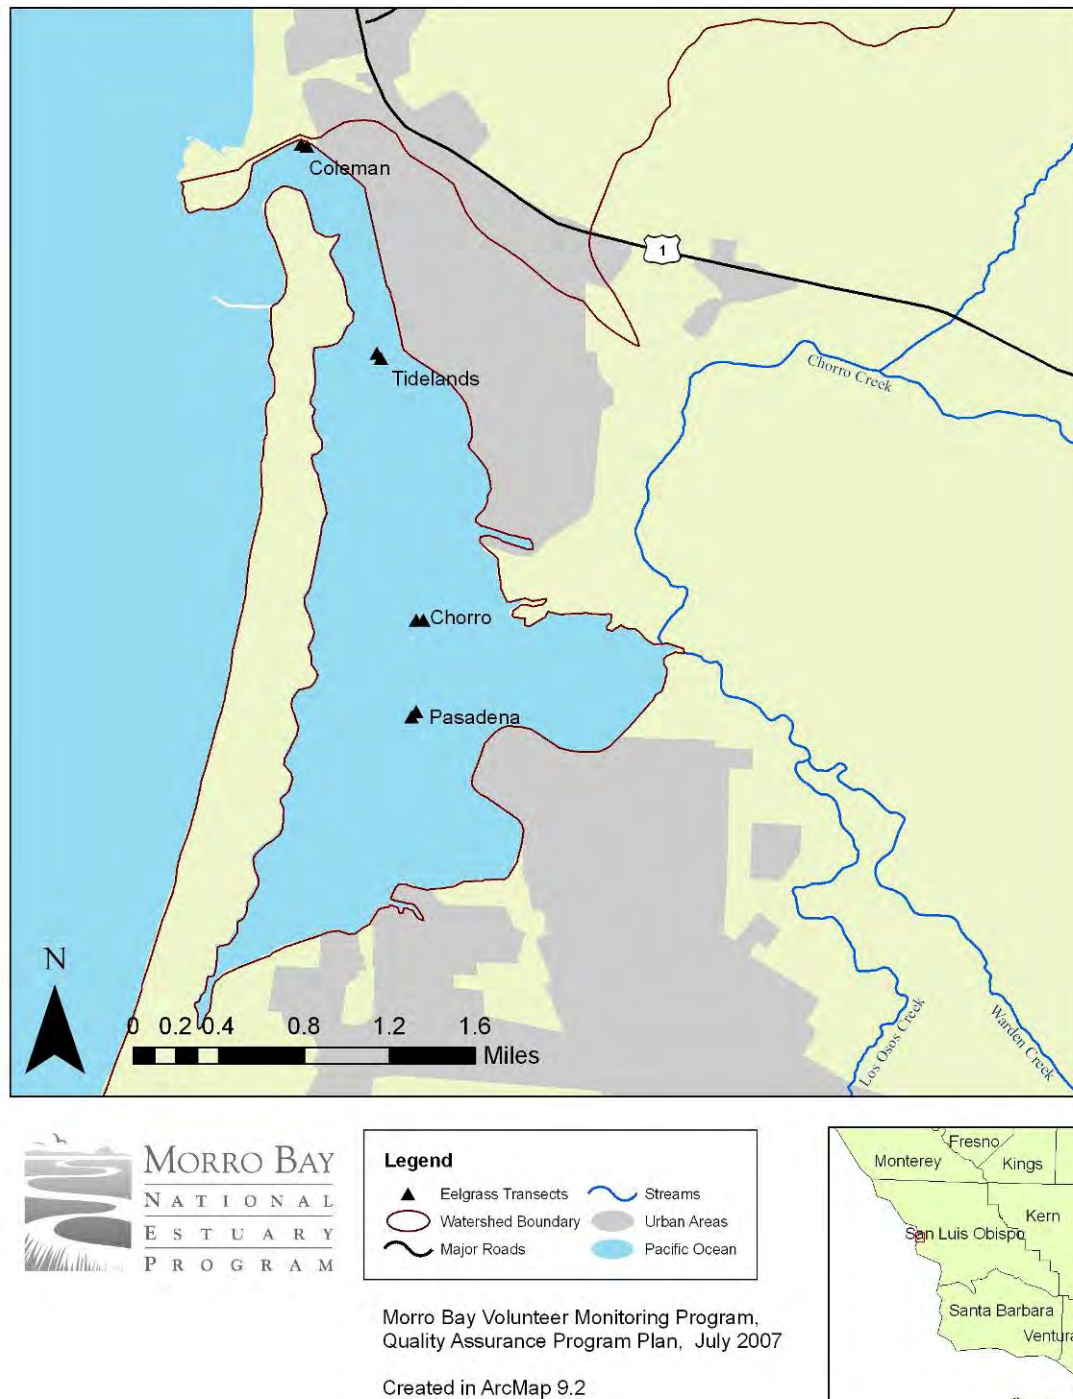 Coleman
1
Tidelands
Chorro Creek
Chorro
Pasadena
N
0 0.2 0.4 0.8 1.2 1.6
Miles
Los Osos Creek
Warden Creek
MORRO BAY
NATIONAL
ESTUARY
PROGRAM
Legend
Eelgrass Transects
Streams
Watershed Boundary
Urban Areas
Major Roads
Pacific Ocean
Fresno
Monterey
Kings
Kern
San Luis Obispo
Santa Barbara
Ventura
Morro Bay Volunteer Monitoring Program,
Quality Assurance Program Plan, July 2007
Created in ArcMap 9.2